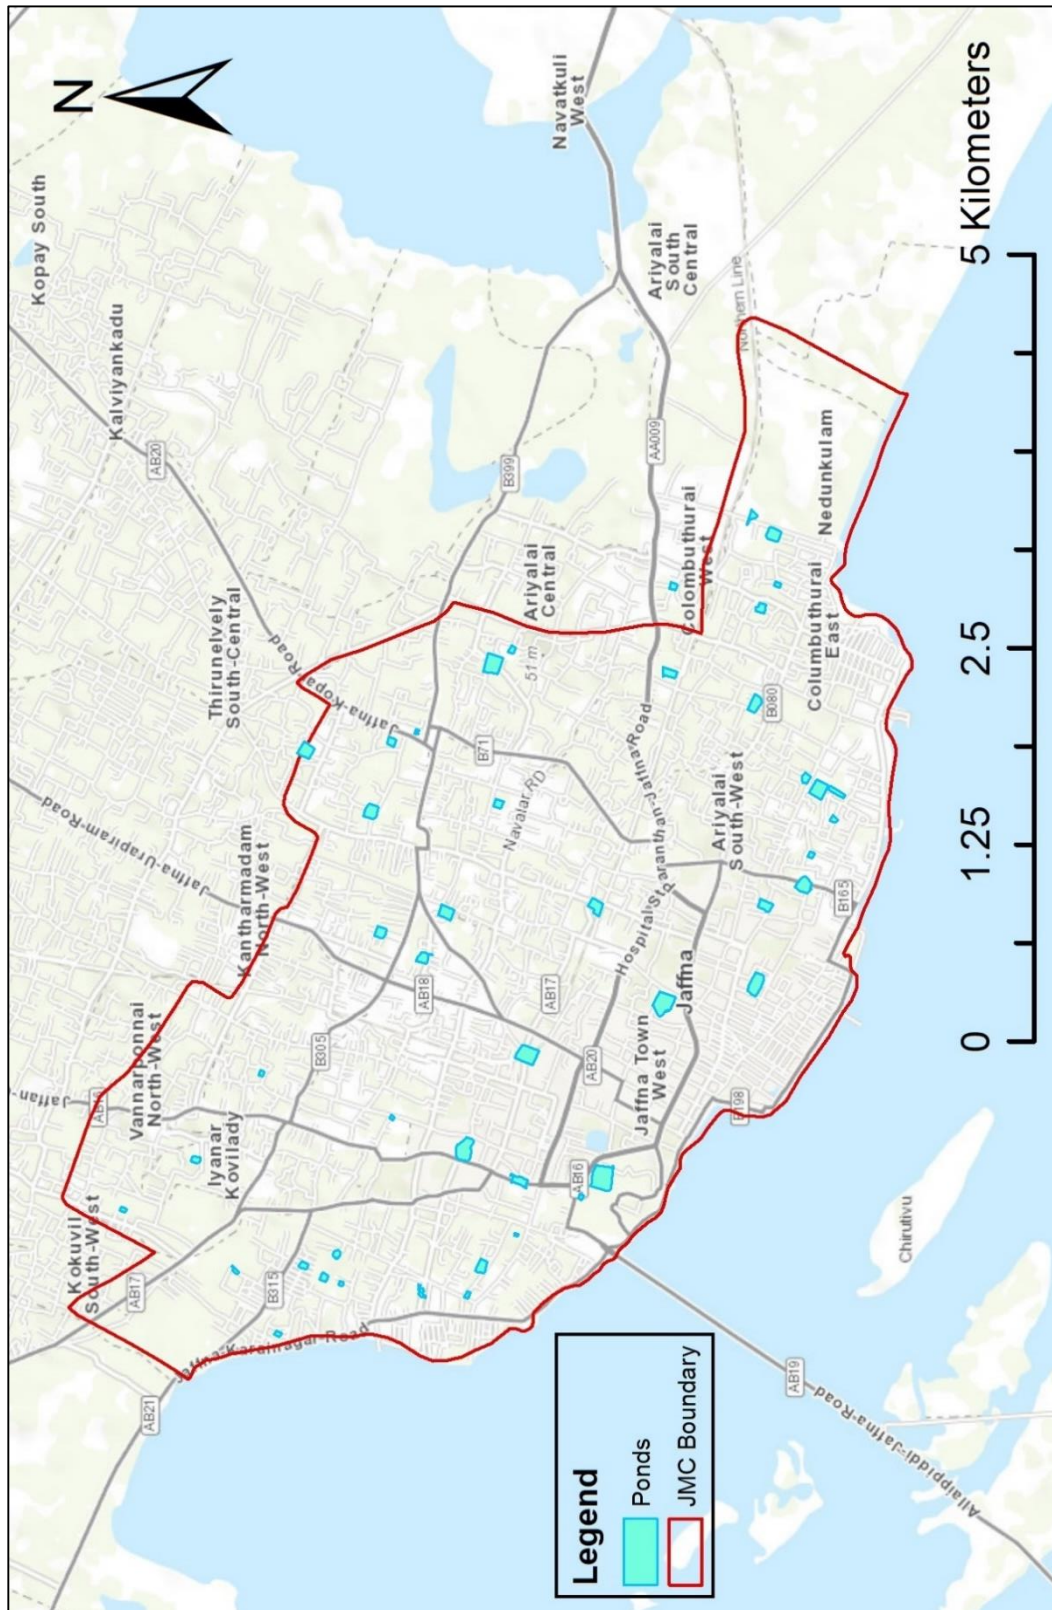 N
Kopay South
Kalviyankadu
AB20
Thirunelvely
South-Central
Jaffna-Urapiram-Road
Kantharmadam
North-West
Vannarponnai
North-West
Jaffan-
Kokuvil
South-West
AB17
AB21
Iyanar
Kovilady
B305
B315
Jaffna-Karainagar-Road
Jaffna-Kopay-Road
Navatkuli
West
Ariyalai
South
Central
B399
AA009
Ariyalai
Central
51 m
B71
Navalar RD
AB18
AB17
Hospital St
Paranthan-Jaffna-Road
AB20
AB16
Northern Line
Colombuthurai
West
Nedunkulam
Columbuthurai
East
B080
Ariyalai
South-West
B165
Jaffna
Jaffna Town
West
B198
Chirutivu
AB19
Allaippiddi-Jaffna-Road
Legend
Ponds
JMC Boundary
0 1.25 2.5 5 Kilometers